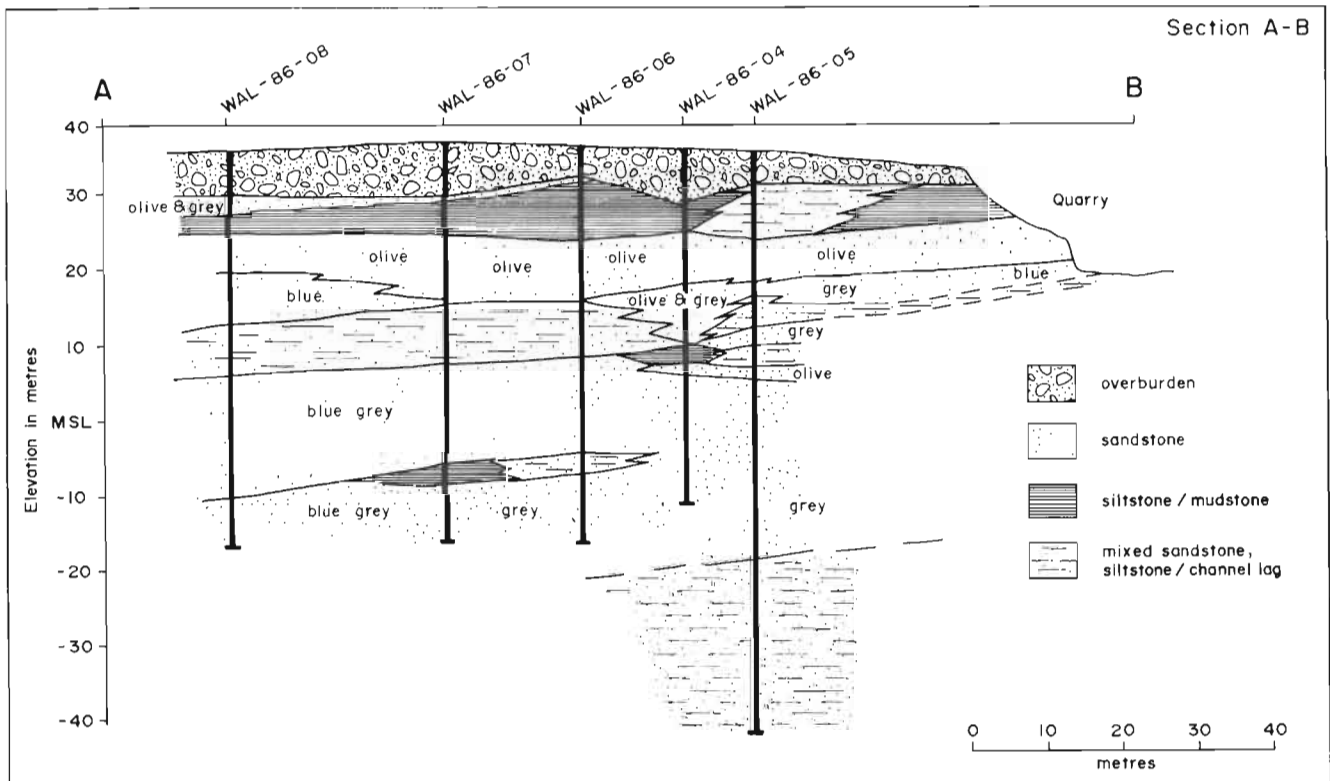 Section A-B
A
WAL-86-08
WAL-86-07
WAL-86-06
WAL-86-04
WAL-86-05
B
40
30
20
10
MSL
-10
-20
-30
-40
Elevation in metres
olive & grey
Quarry
olive
olive
olive
olive
blue
blue
olive & grey
grey
grey
olive
blue grey
blue grey
grey
grey
overburden
sandstone
siltstone / mudstone
mixed sandstone,
siltstone / channel lag
0 10 20 30 40
metres